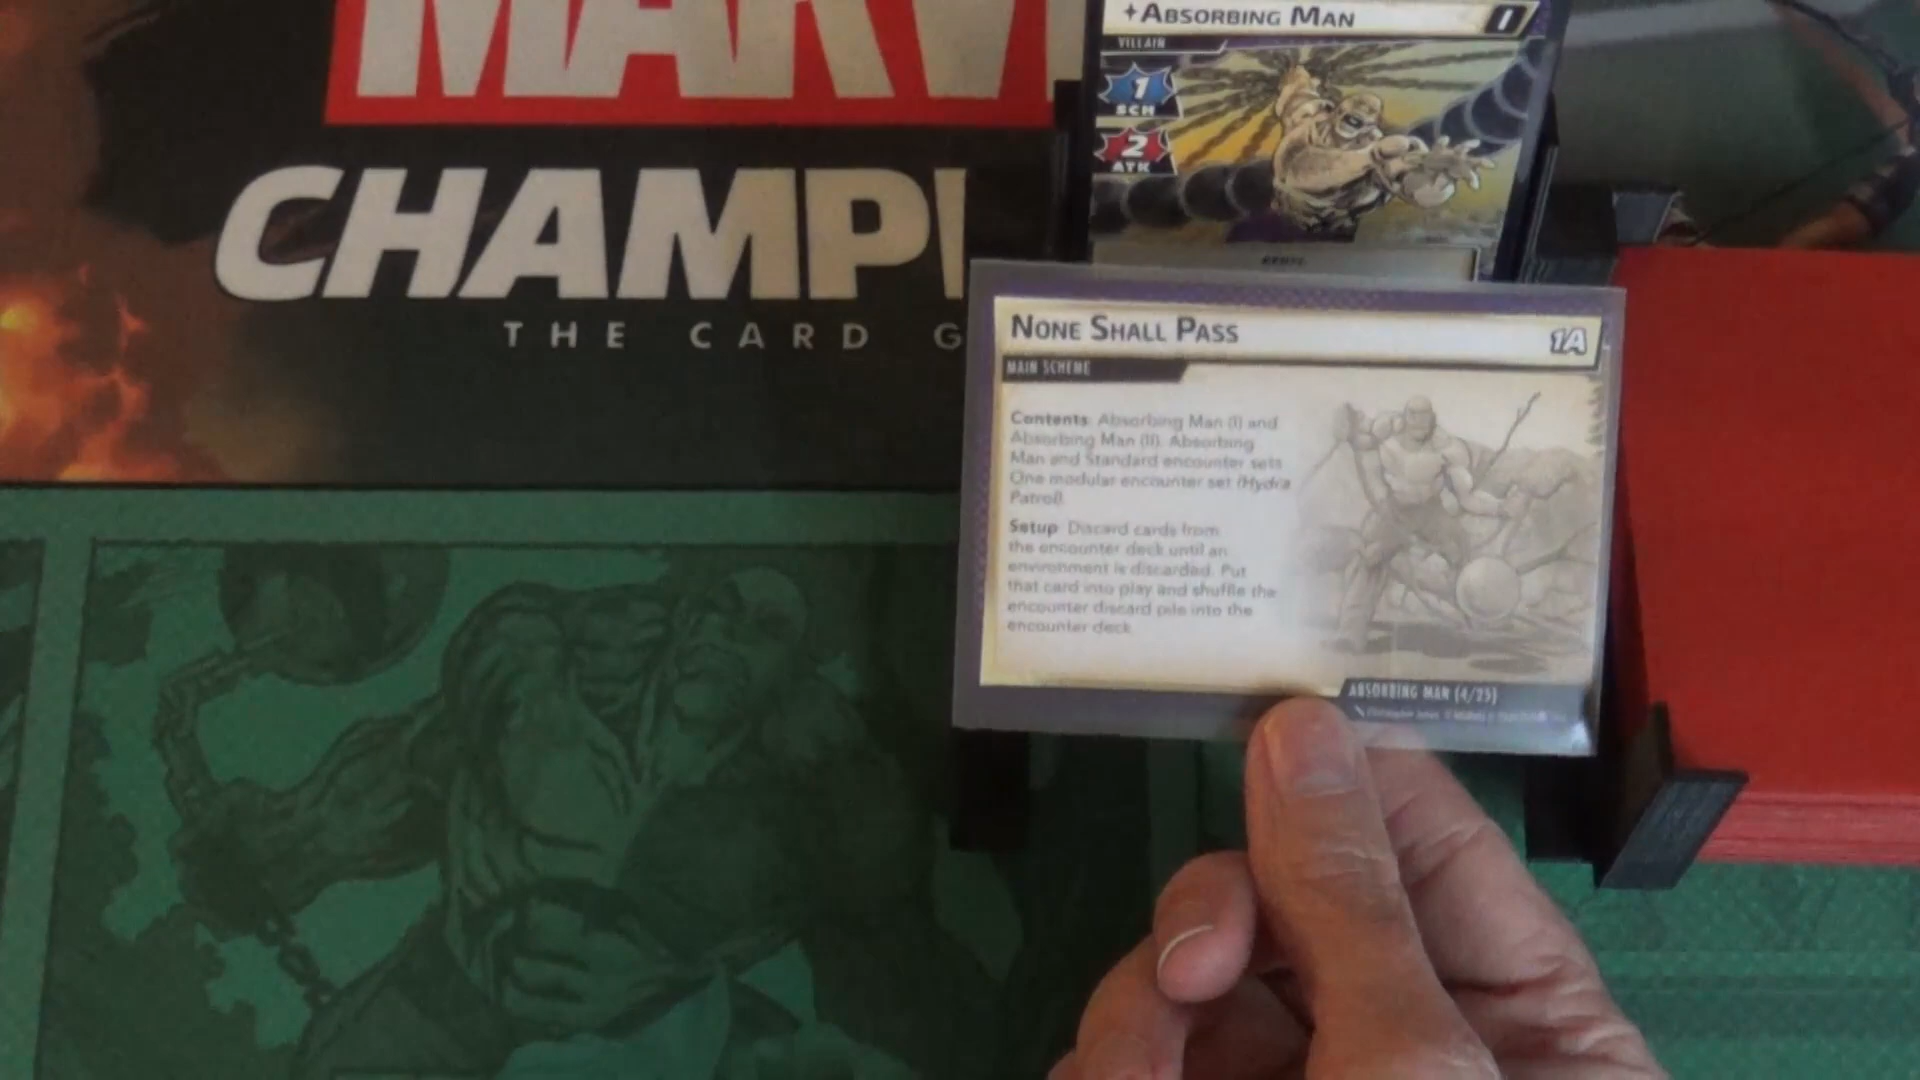 MARV
CHAMPI
THE CARD G
+ABSORBING MAN
I
VILLAIN
1
SCH
2
ATK
NONE SHALL PASS
1A
MAIN SCHEME
Contents: Absorbing Man (I) and
Absorbing Man (II). Absorbing
Man and Standard encounter sets.
One modular encounter set (Hydra
Patrol).
Setup: Discard cards from
the encounter deck until an
environment is discarded. Put
that card into play and shuffle the
encounter discard pile into the
encounter deck.
ABSORBING MAN (4/25)